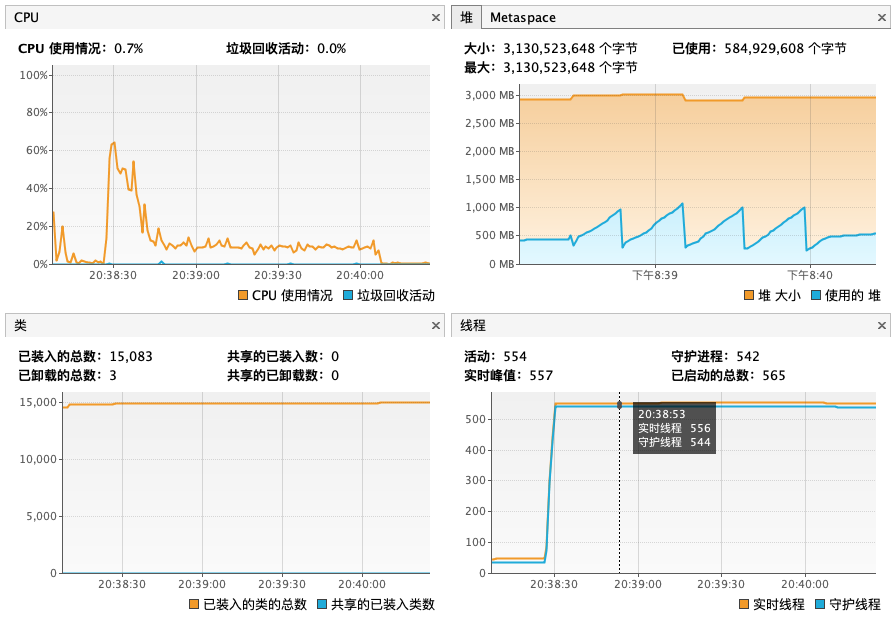 CPU
CPU 使用情况：0.7%
垃圾回收活动：0.0%
100%
80%
60%
40%
20%
0%
20:38:30
20:39:00
20:39:30
20:40:00
CPU 使用情况
垃圾回收活动
堆
Metaspace
大小：3,130,523,648 个字节
已使用：584,929,608 个字节
最大：3,130,523,648 个字节
3,000 MB
2,500 MB
2,000 MB
1,500 MB
1,000 MB
500 MB
0 MB
下午8:39
下午8:40
堆 大小
使用的 堆
类
已装入的总数：15,083
共享的已装入数：0
已卸载的总数：3
共享的已卸载数：0
15,000
10,000
5,000
0
20:38:30
20:39:00
20:39:30
20:40:00
已装入的类的总数
共享的已装入类数
线程
活动：554
守护进程：542
实时峰值：557
已启动的总数：565
500
400
300
200
100
0
20:38:53
实时线程 556
守护线程 544
20:38:30
20:39:00
20:39:30
20:40:00
实时线程
守护线程